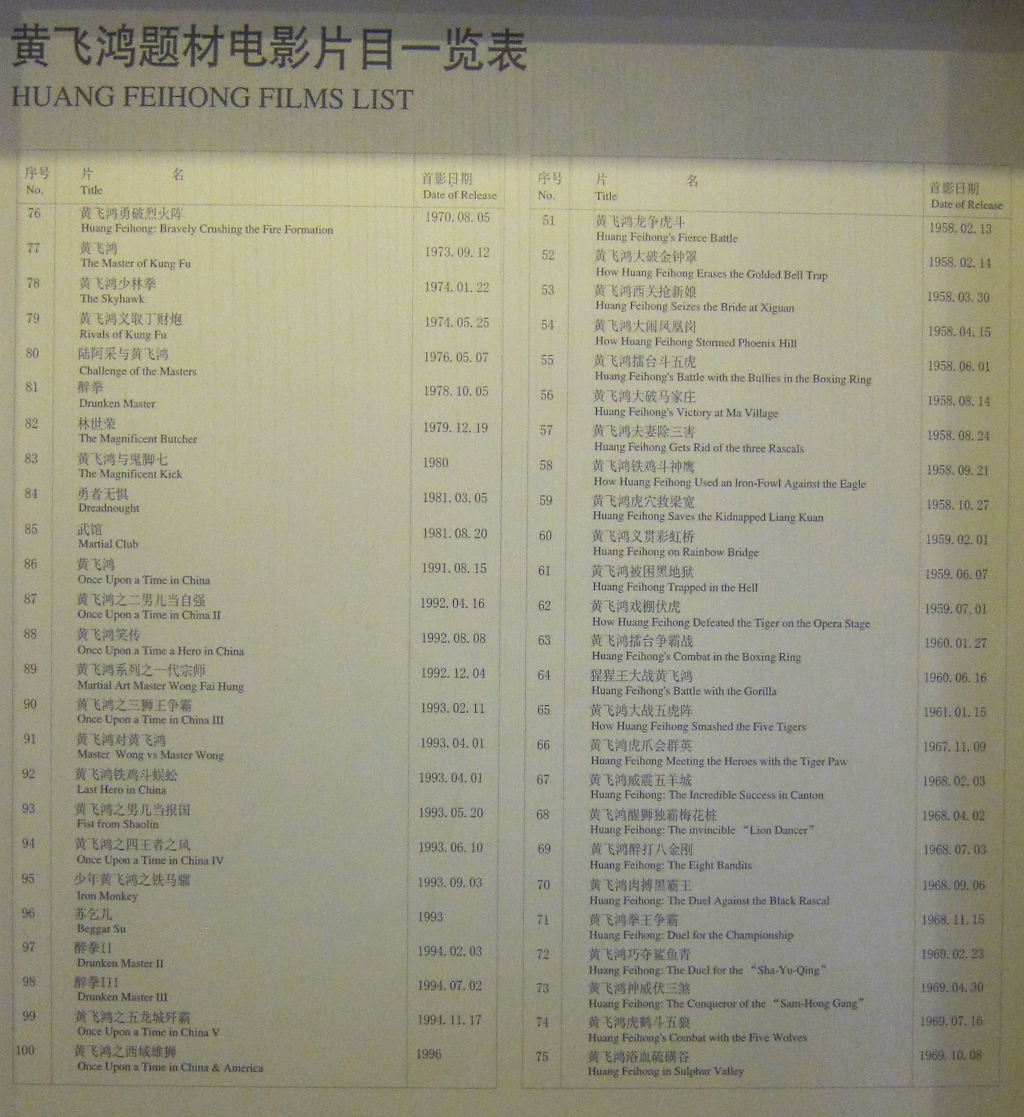 黄飞鸿题材电影片目一览表
HUANG FEIHONG FILMS LIST
序号 片 名 首影日期
No. Title Date of Release
76 黄飞鸿勇破烈火阵 1970.08.05
Huang Feihong: Bravely Crushing the Fire Formation
77 黄飞鸿 1973.09.12
The Master of Kung Fu
78 黄飞鸿少林拳 1974.01.22
The Skyhawk
79 黄飞鸿义取丁财炮 1974.05.25
Rivals of Kung Fu
80 陆阿采与黄飞鸿 1976.05.07
Challenge of the Masters
81 醉拳 1978.10.05
Drunken Master
82 林世荣 1979.12.19
The Magnificent Butcher
83 黄飞鸿与鬼脚七 1980
The Magnificent Kick
84 勇者无惧 1981.03.05
Dreadnought
85 武馆 1981.08.20
Martial Club
86 黄飞鸿 1991.08.15
Once Upon a Time in China
87 黄飞鸿之二男儿当自强 1992.04.16
Once Upon a Time in China II
88 黄飞鸿笑传 1992.08.08
Once Upon a Time a Hero in China
89 黄飞鸿系列之一代宗师 1992.12.04
Martial Art Master Wong Fai Hung
90 黄飞鸿之三狮王争霸 1993.02.11
Once Upon a Time in China III
91 黄飞鸿对黄飞鸿 1993.04.01
Master Wong vs Master Wong
92 黄飞鸿铁鸡斗蜈蚣 1993.04.01
Last Hero in China
93 黄飞鸿之男儿当报国 1993.05.20
Fist from Shaolin
94 黄飞鸿之四王者之风 1993.06.10
Once Upon a Time in China IV
95 少年黄飞鸿之铁马骝 1993.09.03
Iron Monkey
96 苏乞儿 1993
Beggar Su
97 醉拳II 1994.02.03
Drunken Master II
98 醉拳III 1994.07.02
Drunken Master III
99 黄飞鸿之五龙城歼霸 1994.11.17
Once Upon a Time in China V
100 黄飞鸿之西域雄狮 1996
Once Upon a Time in China & America
序号 片 名 首影日期
No. Title Date of Release
51 黄飞鸿龙争虎斗 1958.02.13
Huang Feihong's Fierce Battle
52 黄飞鸿大破金钟罩 1958.02.14
How Huang Feihong Erases the Golded Bell Trap
53 黄飞鸿西关抢新娘 1958.03.30
Huang Feihong Seizes the Bride at Xiguan
54 黄飞鸿大闹凤凰岗 1958.04.15
How Huang Feihong Stormed Phoenix Hill
55 黄飞鸿擂台斗五虎 1958.06.01
Huang Feihong's Battle with the Bullies in the Boxing Ring
56 黄飞鸿大破马家庄 1958.08.14
Huang Feihong's Victory at Ma Village
57 黄飞鸿夫妻除三害 1958.08.24
Huang Feihong Gets Rid of the three Rascals
58 黄飞鸿铁鸡斗神鹰 1958.09.21
How Huang Feihong Used an Iron-Fowl Against the Eagle
59 黄飞鸿虎穴救梁宽 1958.10.27
Huang Feihong Saves the Kidnapped Liang Kuan
60 黄飞鸿义贯彩虹桥 1959.02.01
Huang Feihong on Rainbow Bridge
61 黄飞鸿被困黑地狱 1959.06.07
Huang Feihong Trapped in the Hell
62 黄飞鸿戏棚伏虎 1959.07.01
How Huang Feihong Defeated the Tiger on the Opera Stage
63 黄飞鸿擂台争霸战 1960.01.27
Huang Feihong's Combat in the Boxing Ring
64 猩猩王大战黄飞鸿 1960.06.16
Huang Feihong's Battle with the Gorilla
65 黄飞鸿大战五虎阵 1961.01.15
How Huang Feihong Smashed the Five Tigers
66 黄飞鸿虎爪会群英 1967.11.09
Huang Feihong Meeting the Heroes with the Tiger Paw
67 黄飞鸿威震五羊城 1968.02.03
Huang Feihong: The Incredible Success in Canton
68 黄飞鸿醒狮独霸梅花桩 1968.04.02
Huang Feihong: The invincible “Lion Dancer”
69 黄飞鸿醉打八金刚 1968.07.03
Huang Feihong: The Eight Bandits
70 黄飞鸿肉搏黑霸王 1968.09.06
Huang Feihong: The Duel Against the Black Rascal
71 黄飞鸿拳王争霸 1968.11.15
Huang Feihong: Duel for the Championship
72 黄飞鸿巧夺鲨鱼青 1969.02.23
Huang Feihong: The Duel for the “Sha-Yu-Qing”
73 黄飞鸿神威伏三煞 1969.04.30
Huang Feihong: The Conqueror of the “Sam-Hong Gang”
74 黄飞鸿虎鹤斗五狼 1969.07.16
Huang Feihong's Combat with the Five Wolves
75 黄飞鸿浴血硫磺谷 1969.10.08
Huang Feihong in Sulphur Valley